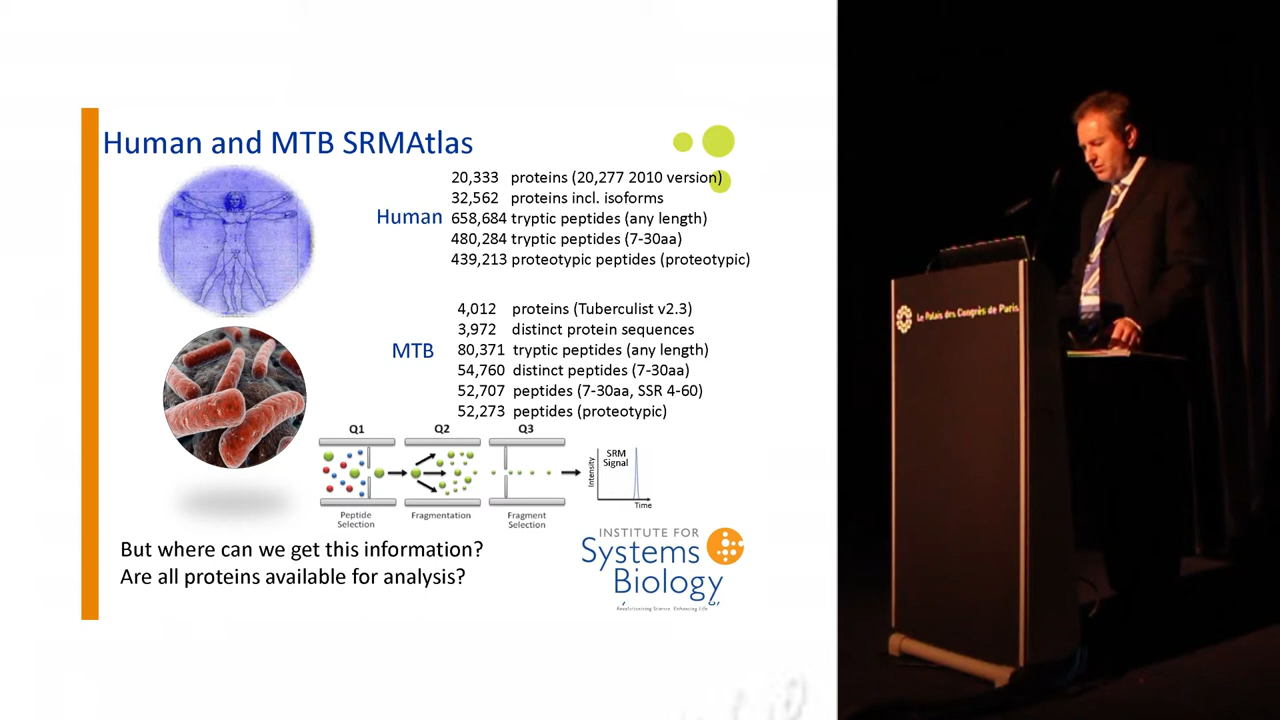 Human and MTB SRMAtlas
Human
20,333 proteins (20,277 2010 version)
32,562 proteins incl. isoforms
658,684 tryptic peptides (any length)
480,284 tryptic peptides (7-30aa)
439,213 proteotypic peptides (proteotypic)
MTB
4,012 proteins (Tuberculist v2.3)
3,972 distinct protein sequences
80,371 tryptic peptides (any length)
54,760 distinct peptides (7-30aa)
52,707 peptides (7-30aa, SSR 4-60)
52,273 peptides (proteotypic)
Q1
Q2
Q3
Peptide
Selection
Fragmentation
Fragment
Selection
Intensity
SRM
Signal
Time
But where can we get this information?
Are all proteins available for analysis?
INSTITUTE FOR
Systems
Biology
Revolutionizing Science. Enhancing Life.
Le Palais des Congrès de Paris